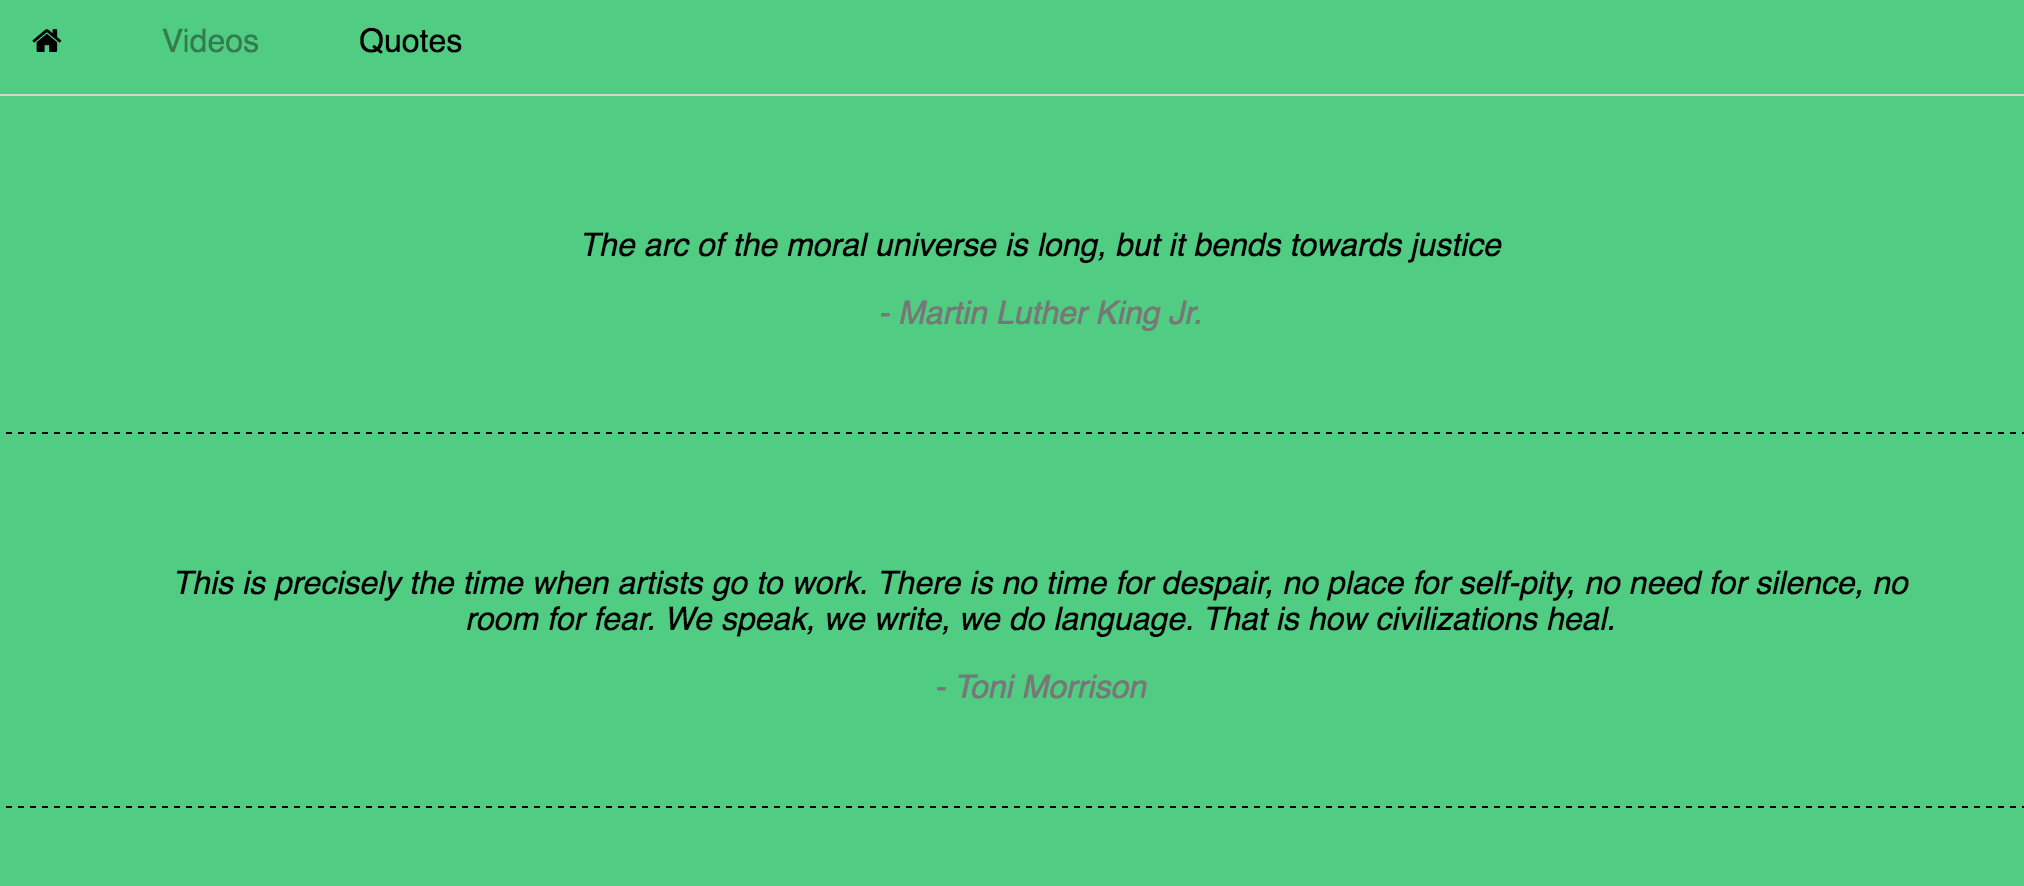 Videos
Quotes
The arc of the moral universe is long, but it bends towards justice
- Martin Luther King Jr.
This is precisely the time when artists go to work. There is no time for despair, no place for self-pity, no need for silence, no
room for fear. We speak, we write, we do language. That is how civilizations heal.
- Toni Morrison